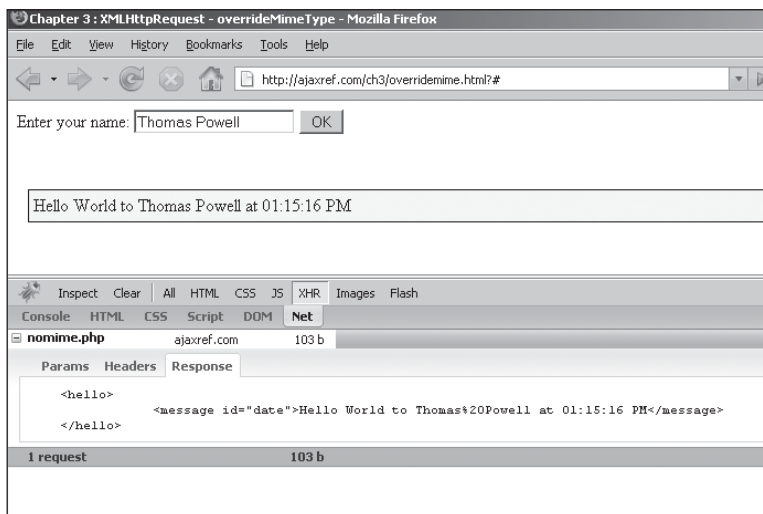 Chapter 3 : XMLHttpRequest - overrideMimeType - Mozilla Firefox
File Edit View History Bookmarks Tools Help
http://ajaxref.com/ch3/overridemime.html?#
Enter your name: Thomas Powell OK
Hello World to Thomas Powell at 01:15:16 PM
Inspect Clear All HTML CSS JS XHR Images Flash
Console HTML CSS Script DOM Net
nomime.php ajaxref.com 103 b
Params Headers Response
<hello>
<message id="date">Hello World to Thomas%20Powell at 01:15:16 PM</message>
</hello>
1 request 103 b